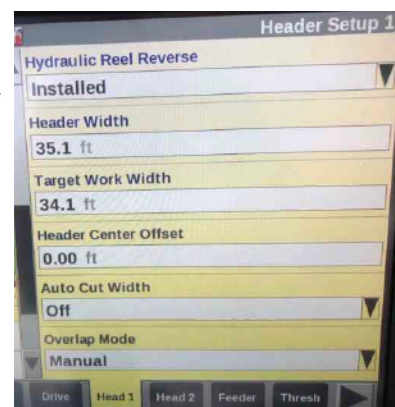 Header Setup 1
Hydraulic Reel Reverse
Installed
Header Width
35.1 ft
Target Work Width
34.1 ft
Header Center Offset
0.00 ft
Auto Cut Width
Off
Overlap Mode
Manual
Drive Head 1 Head 2 Feeder Thresh